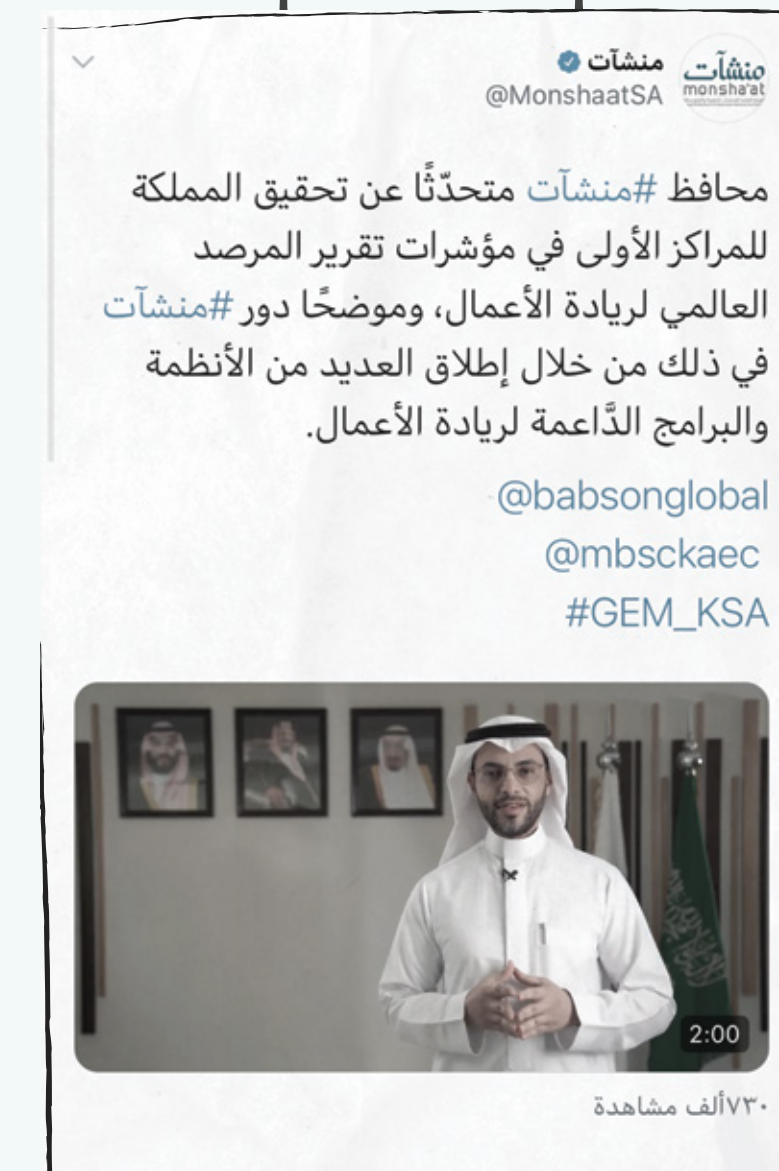 منشآت
@MonshaatSA
منشآت
monsha'at
محافظ #منشآت متحدّثًا عن تحقيق المملكة
للمراكز الأولى في مؤشرات تقرير المرصد
العالمي لريادة الأعمال، وموضحًا دور #منشآت
في ذلك من خلال إطلاق العديد من الأنظمة
والبرامج الدَّاعمة لريادة الأعمال.
@babsonglobal
@mbsckaec
#GEM_KSA
2:00
٧٣٠ألف مشاهدة